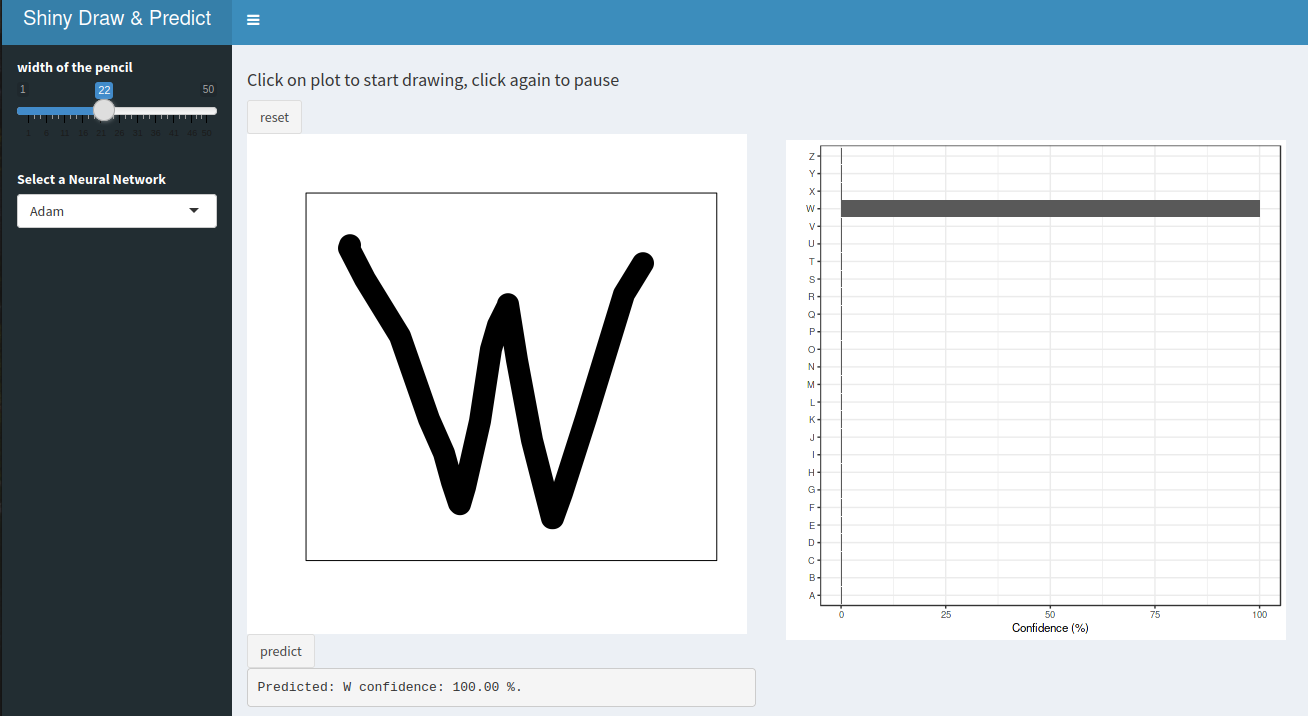 Shiny Draw & Predict
width of the pencil
1 22 50
1 6 11 16 21 26 31 36 41 46 50
Select a Neural Network
Adam
Click on plot to start drawing, click again to pause
reset
W
predict
Predicted: W confidence: 100.00 %.
Z
Y
X
W
V
U
T
S
R
Q
P
O
N
M
L
K
J
I
H
G
F
E
D
C
B
A
0 25 50 75 100
Confidence (%)